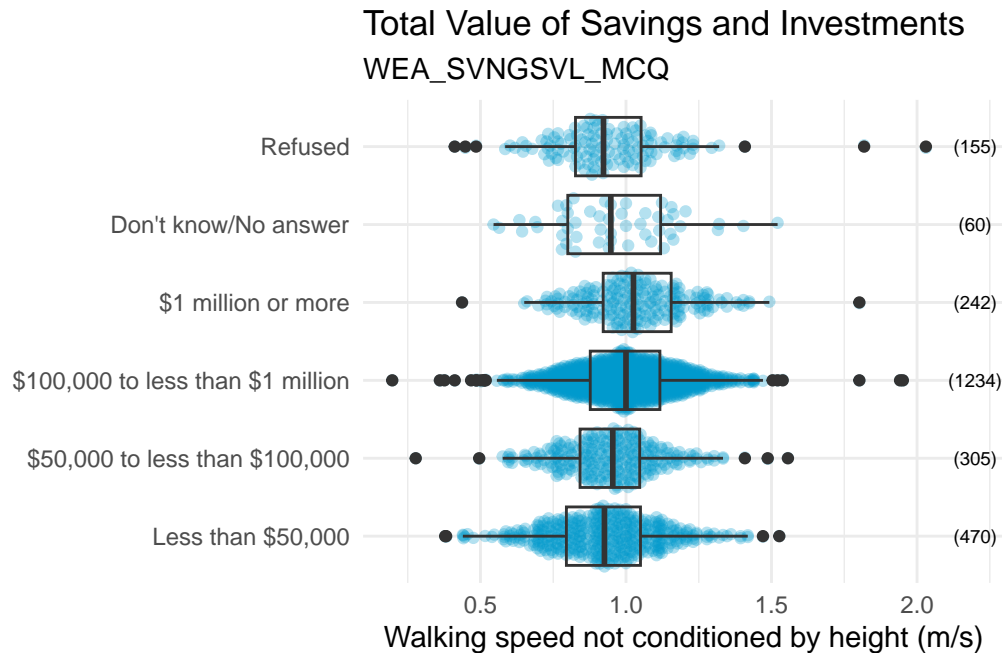 Total Value of Savings and Investments
WEA_SVNGSVL_MCQ
Refused (155)
Don't know/No answer (60)
$1 million or more (242)
$100,000 to less than $1 million (1234)
$50,000 to less than $100,000 (305)
Less than $50,000 (470)
0.5 1.0 1.5 2.0
Walking speed not conditioned by height (m/s)